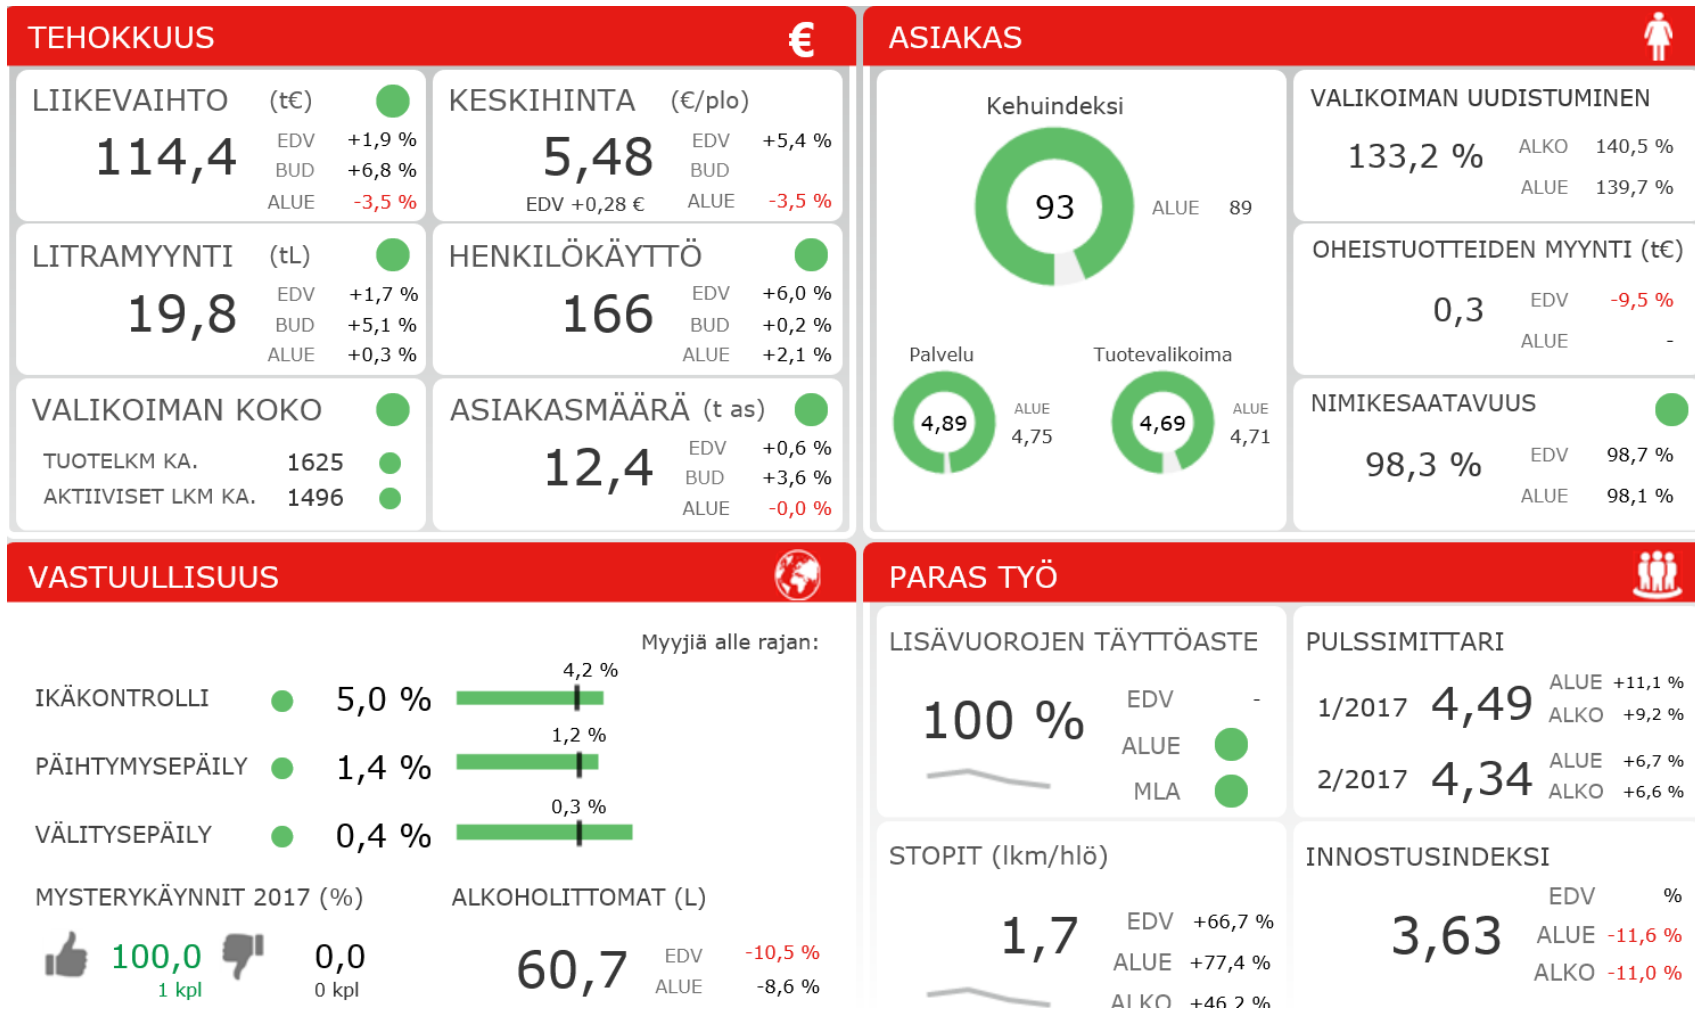 TEHOKKUUS €
LIIKEVAIHTO (t€)
114,4
EDV +1,9 %
BUD +6,8 %
ALUE -3,5 %
KESKIHINTA (€/plo)
5,48
EDV +0,28 €
EDV +5,4 %
BUD
ALUE -3,5 %
LITRAMYYNTI (tL)
19,8
EDV +1,7 %
BUD +5,1 %
ALUE +0,3 %
HENKILÖKÄYTTÖ
166
EDV +6,0 %
BUD +0,2 %
ALUE +2,1 %
VALIKOIMAN KOKO
TUOTELKM KA. 1625
AKTIIVISET LKM KA. 1496
ASIAKASMÄÄRÄ (t as)
12,4
EDV +0,6 %
BUD +3,6 %
ALUE -0,0 %
ASIAKAS
Kehuindeksi
93
ALUE 89
Palvelu
4,89
ALUE
4,75
Tuotevalikoima
4,69
ALUE
4,71
VALIKOIMAN UUDISTUMINEN
133,2 %
ALKO 140,5 %
ALUE 139,7 %
OHEISTUOTTEIDEN MYYNTI (t€)
0,3
EDV -9,5 %
ALUE -
NIMIKESAATAVUUS
98,3 %
EDV 98,7 %
ALUE 98,1 %
VASTUULLISUUS
Myyjiä alle rajan:
IKÄKONTROLLI 5,0 % 4,2 %
PÄIHTYMYSEPÄILY 1,4 % 1,2 %
VÄLITYSEPÄILY 0,4 % 0,3 %
MYSTERYKÄYNNIT 2017 (%)
100,0 0,0
1 kpl 0 kpl
ALKOHOLITTOMAT (L)
60,7
EDV -10,5 %
ALUE -8,6 %
PARAS TYÖ
LISÄVUOROJEN TÄYTTÖASTE
100 %
EDV -
ALUE
MLA
PULSSIMITTARI
1/2017 4,49
ALUE +11,1 %
ALKO +9,2 %
2/2017 4,34
ALUE +6,7 %
ALKO +6,6 %
STOPIT (lkm/hlö)
1,7
EDV +66,7 %
ALUE +77,4 %
ALKO +46,2 %
INNOSTUSINDEKSI
3,63
EDV %
ALUE -11,6 %
ALKO -11,0 %